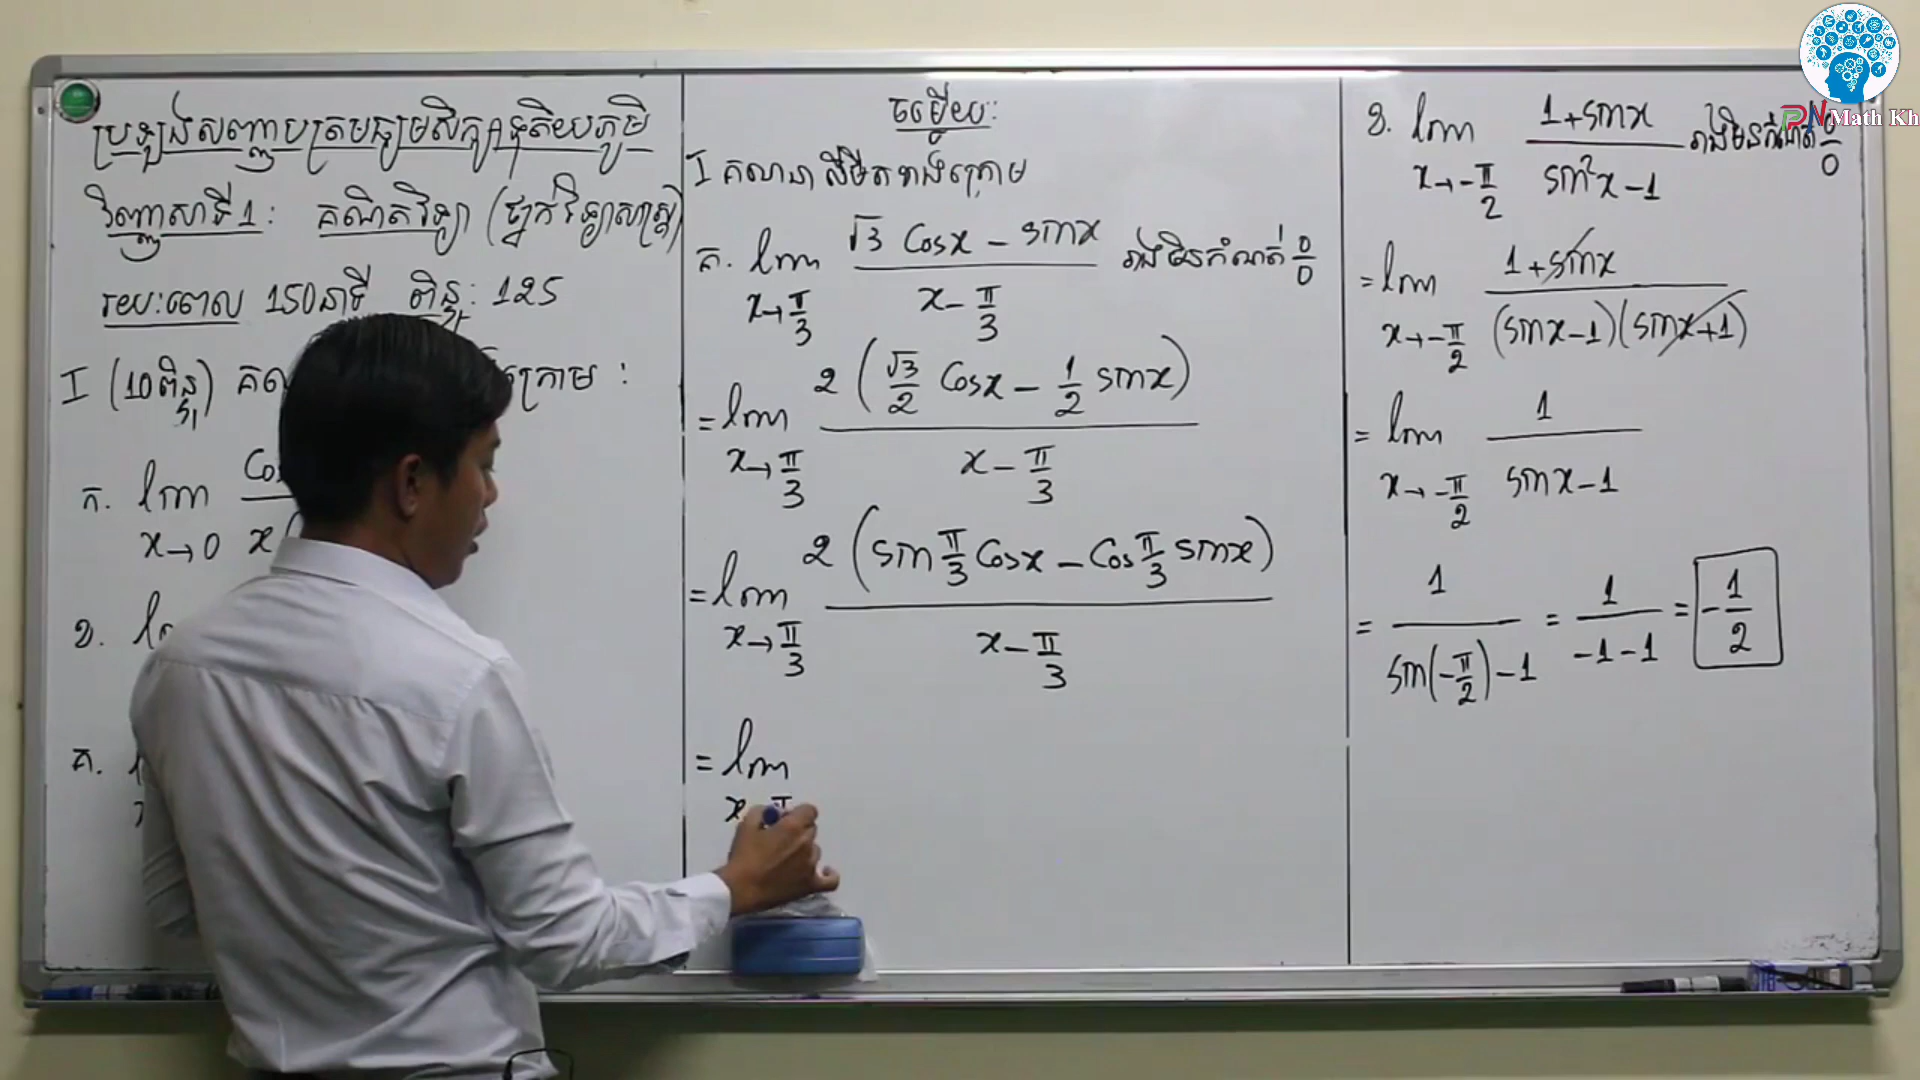 ប្រឡងសញ្ញាបត្រមធ្យមសិក្សាទុតិយភូមិ
វិញ្ញាសាទី1: គណិតវិទ្យា (ថ្នាក់វិទ្យាសាស្ត្រ)
រយៈពេល 150នាទី ពិន្ទុ: 125
I (10ពិន្ទុ)
ក. lim
x→0 x
ខ.
គ.
ចម្លើយ:
I គណនាលីមីតខាងក្រោម
គ. lim x→π/3 (√3 Cosx − sinx)/(x − π/3) រាងមិនកំណត់ 0/0
= lim x→π/3 2(√3/2 Cosx − 1/2 sinx)/(x − π/3)
= lim x→π/3 2(sin π/3 Cosx − Cos π/3 sinx)/(x − π/3)
= lim
ខ. lim x→−π/2 (1+sinx)/(sin²x−1) រាងមិនកំណត់ 0/0
= lim x→−π/2 (1+sinx)/((sinx−1)(sinx+1))
= lim x→−π/2 1/(sinx−1)
= 1/(sin(−π/2)−1) = 1/(−1−1) = −1/2
PN Math Kh